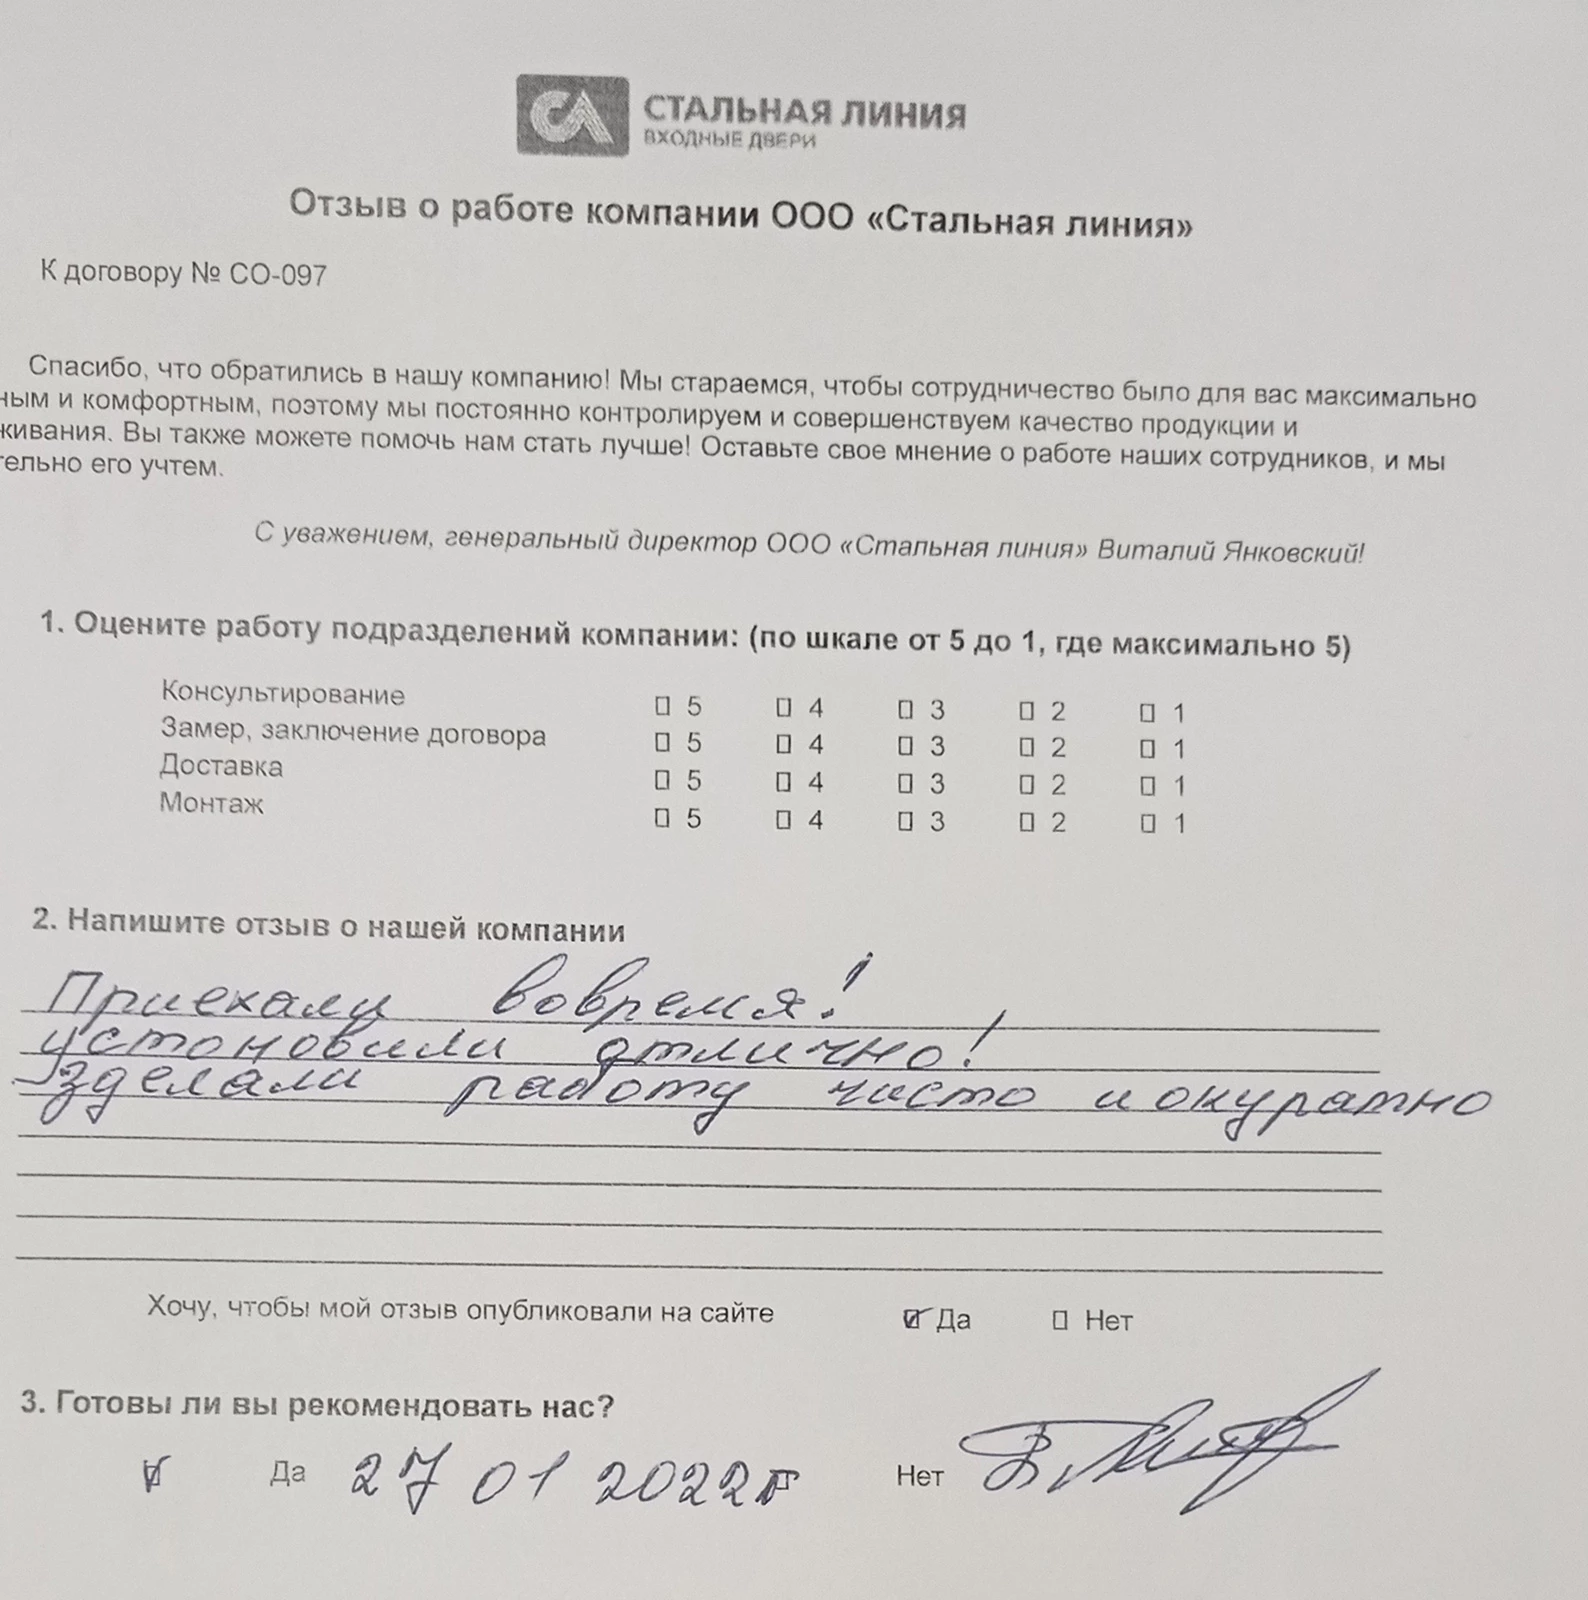 СТАЛЬНАЯ ЛИНИЯ
ВХОДНЫЕ ДВЕРИ
Отзыв о работе компании ООО «Стальная линия»
К договору № СО-097
Спасибо, что обратились в нашу компанию! Мы стараемся, чтобы сотрудничество было для вас максимально
ным и комфортным, поэтому мы постоянно контролируем и совершенствуем качество продукции и
живания. Вы также можете помочь нам стать лучше! Оставьте свое мнение о работе наших сотрудников, и мы
тельно его учтем.
С уважением, генеральный директор ООО «Стальная линия» Виталий Янковский!
1. Оцените работу подразделений компании: (по шкале от 5 до 1, где максимально 5)
Консультирование 5 4 3 2 1
Замер, заключение договора 5 4 3 2 1
Доставка 5 4 3 2 1
Монтаж 5 4 3 2 1
2. Напишите отзыв о нашей компании
Приехали вовремя!
установили отлично!
зделали работу чисто и окуратно
Хочу, чтобы мой отзыв опубликовали на сайте Да Нет
3. Готовы ли вы рекомендовать нас?
Да 27 01 2022г Нет